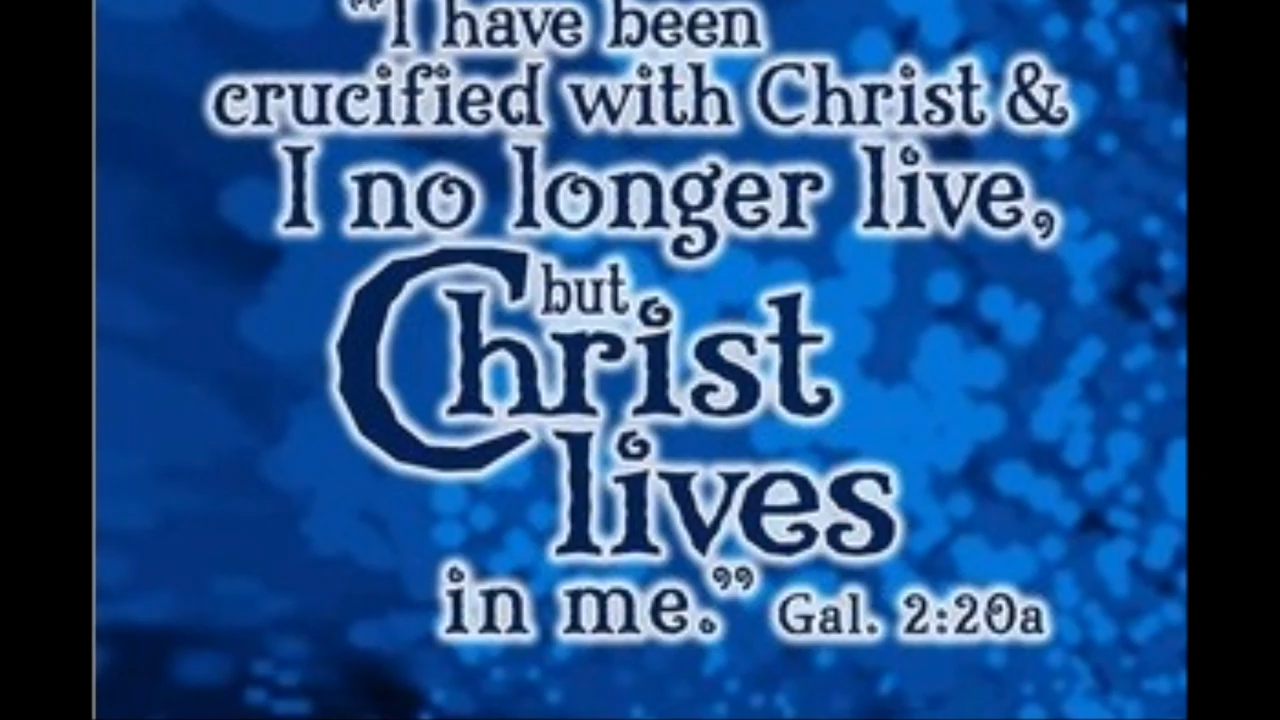 “I have been
crucified with Christ &
I no longer live,
but
Christ
lives
in me.” Gal. 2:20a